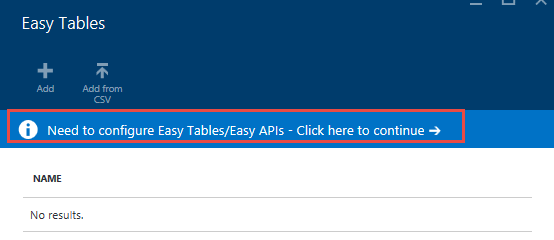 Easy Tables
Add
Add from
CSV
Need to configure Easy Tables/Easy APIs - Click here to continue ➔
NAME
No results.